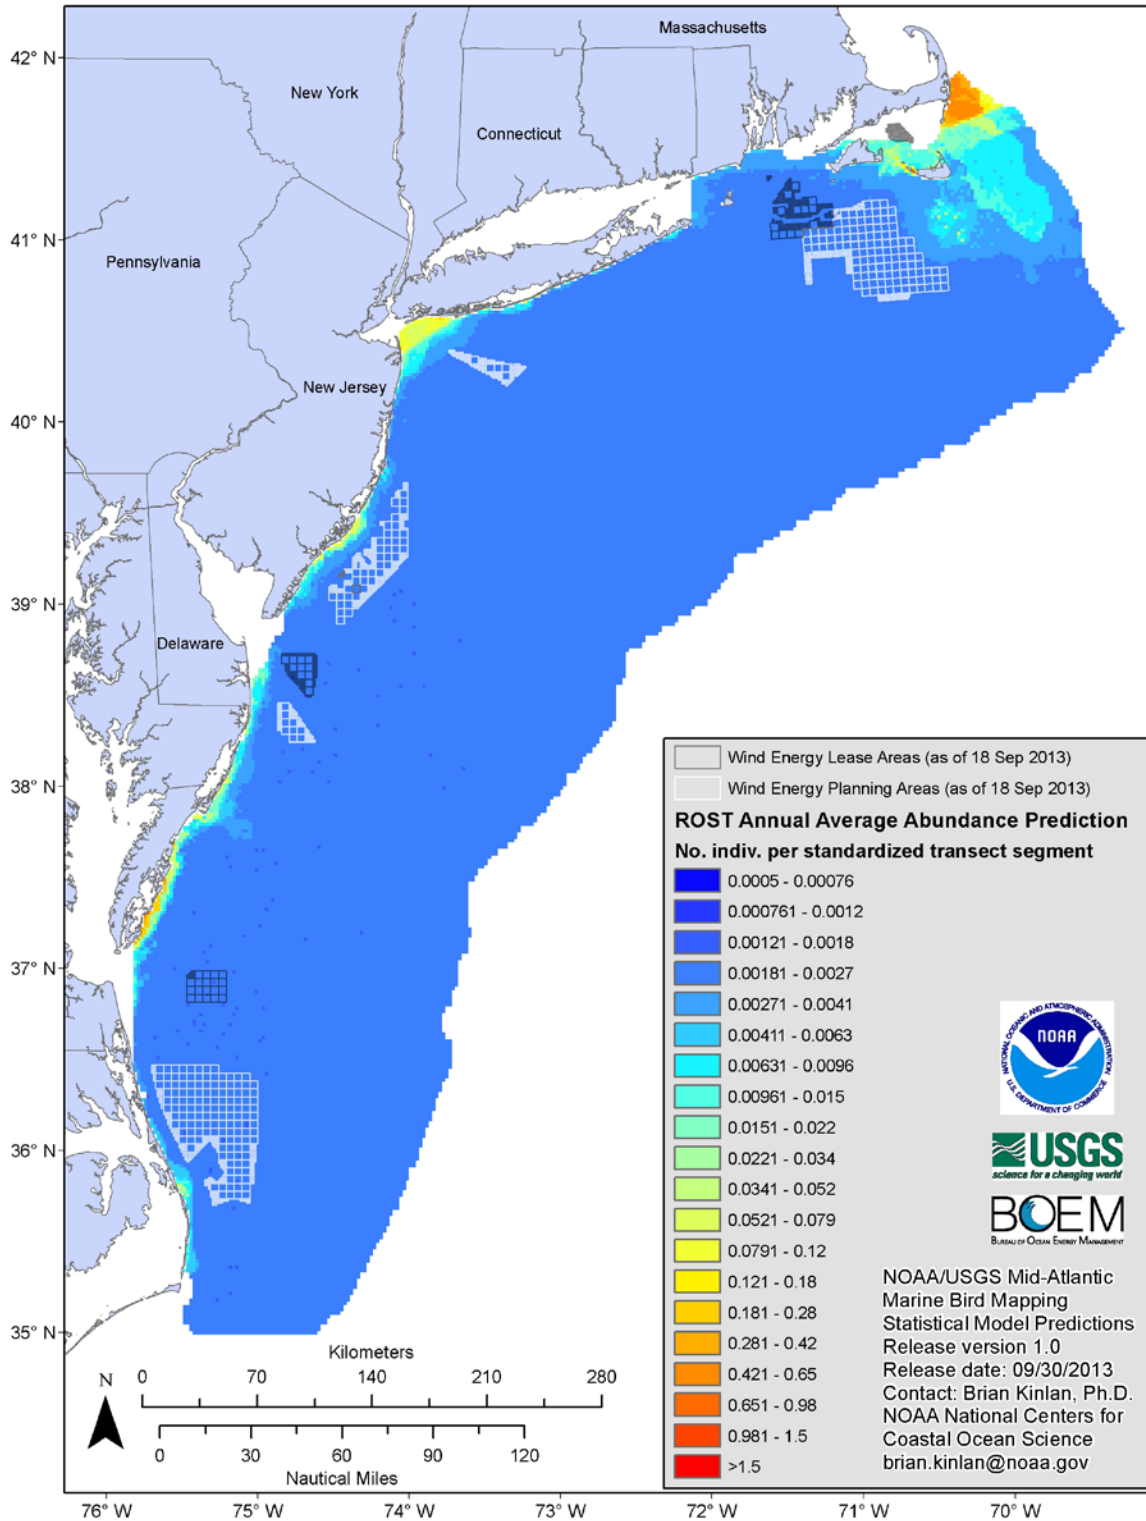 Massachusetts
42° N
New York
Connecticut
41° N
Pennsylvania
New Jersey
40° N
39° N
Delaware
38° N
37° N
36° N
35° N
Wind Energy Lease Areas (as of 18 Sep 2013)
Wind Energy Planning Areas (as of 18 Sep 2013)
ROST Annual Average Abundance Prediction
No. indiv. per standardized transect segment
0.0005 - 0.00076
0.000761 - 0.0012
0.00121 - 0.0018
0.00181 - 0.0027
0.00271 - 0.0041
0.00411 - 0.0063
0.00631 - 0.0096
0.00961 - 0.015
0.0151 - 0.022
0.0221 - 0.034
0.0341 - 0.052
0.0521 - 0.079
0.0791 - 0.12
0.121 - 0.18
0.181 - 0.28
0.281 - 0.42
0.421 - 0.65
0.651 - 0.98
0.981 - 1.5
>1.5
NATIONAL OCEANIC AND ATMOSPHERIC ADMINISTRATION
NOAA
U.S. DEPARTMENT OF COMMERCE
USGS
science for a changing world
BOEM
BUREAU OF OCEAN ENERGY MANAGEMENT
NOAA/USGS Mid-Atlantic
Marine Bird Mapping
Statistical Model Predictions
Release version 1.0
Release date: 09/30/2013
Contact: Brian Kinlan, Ph.D.
NOAA National Centers for
Coastal Ocean Science
brian.kinlan@noaa.gov
Kilometers
N
0 70 140 210 280
0 30 60 90 120
Nautical Miles
76° W 75° W 74° W 73° W 72° W 71° W 70° W